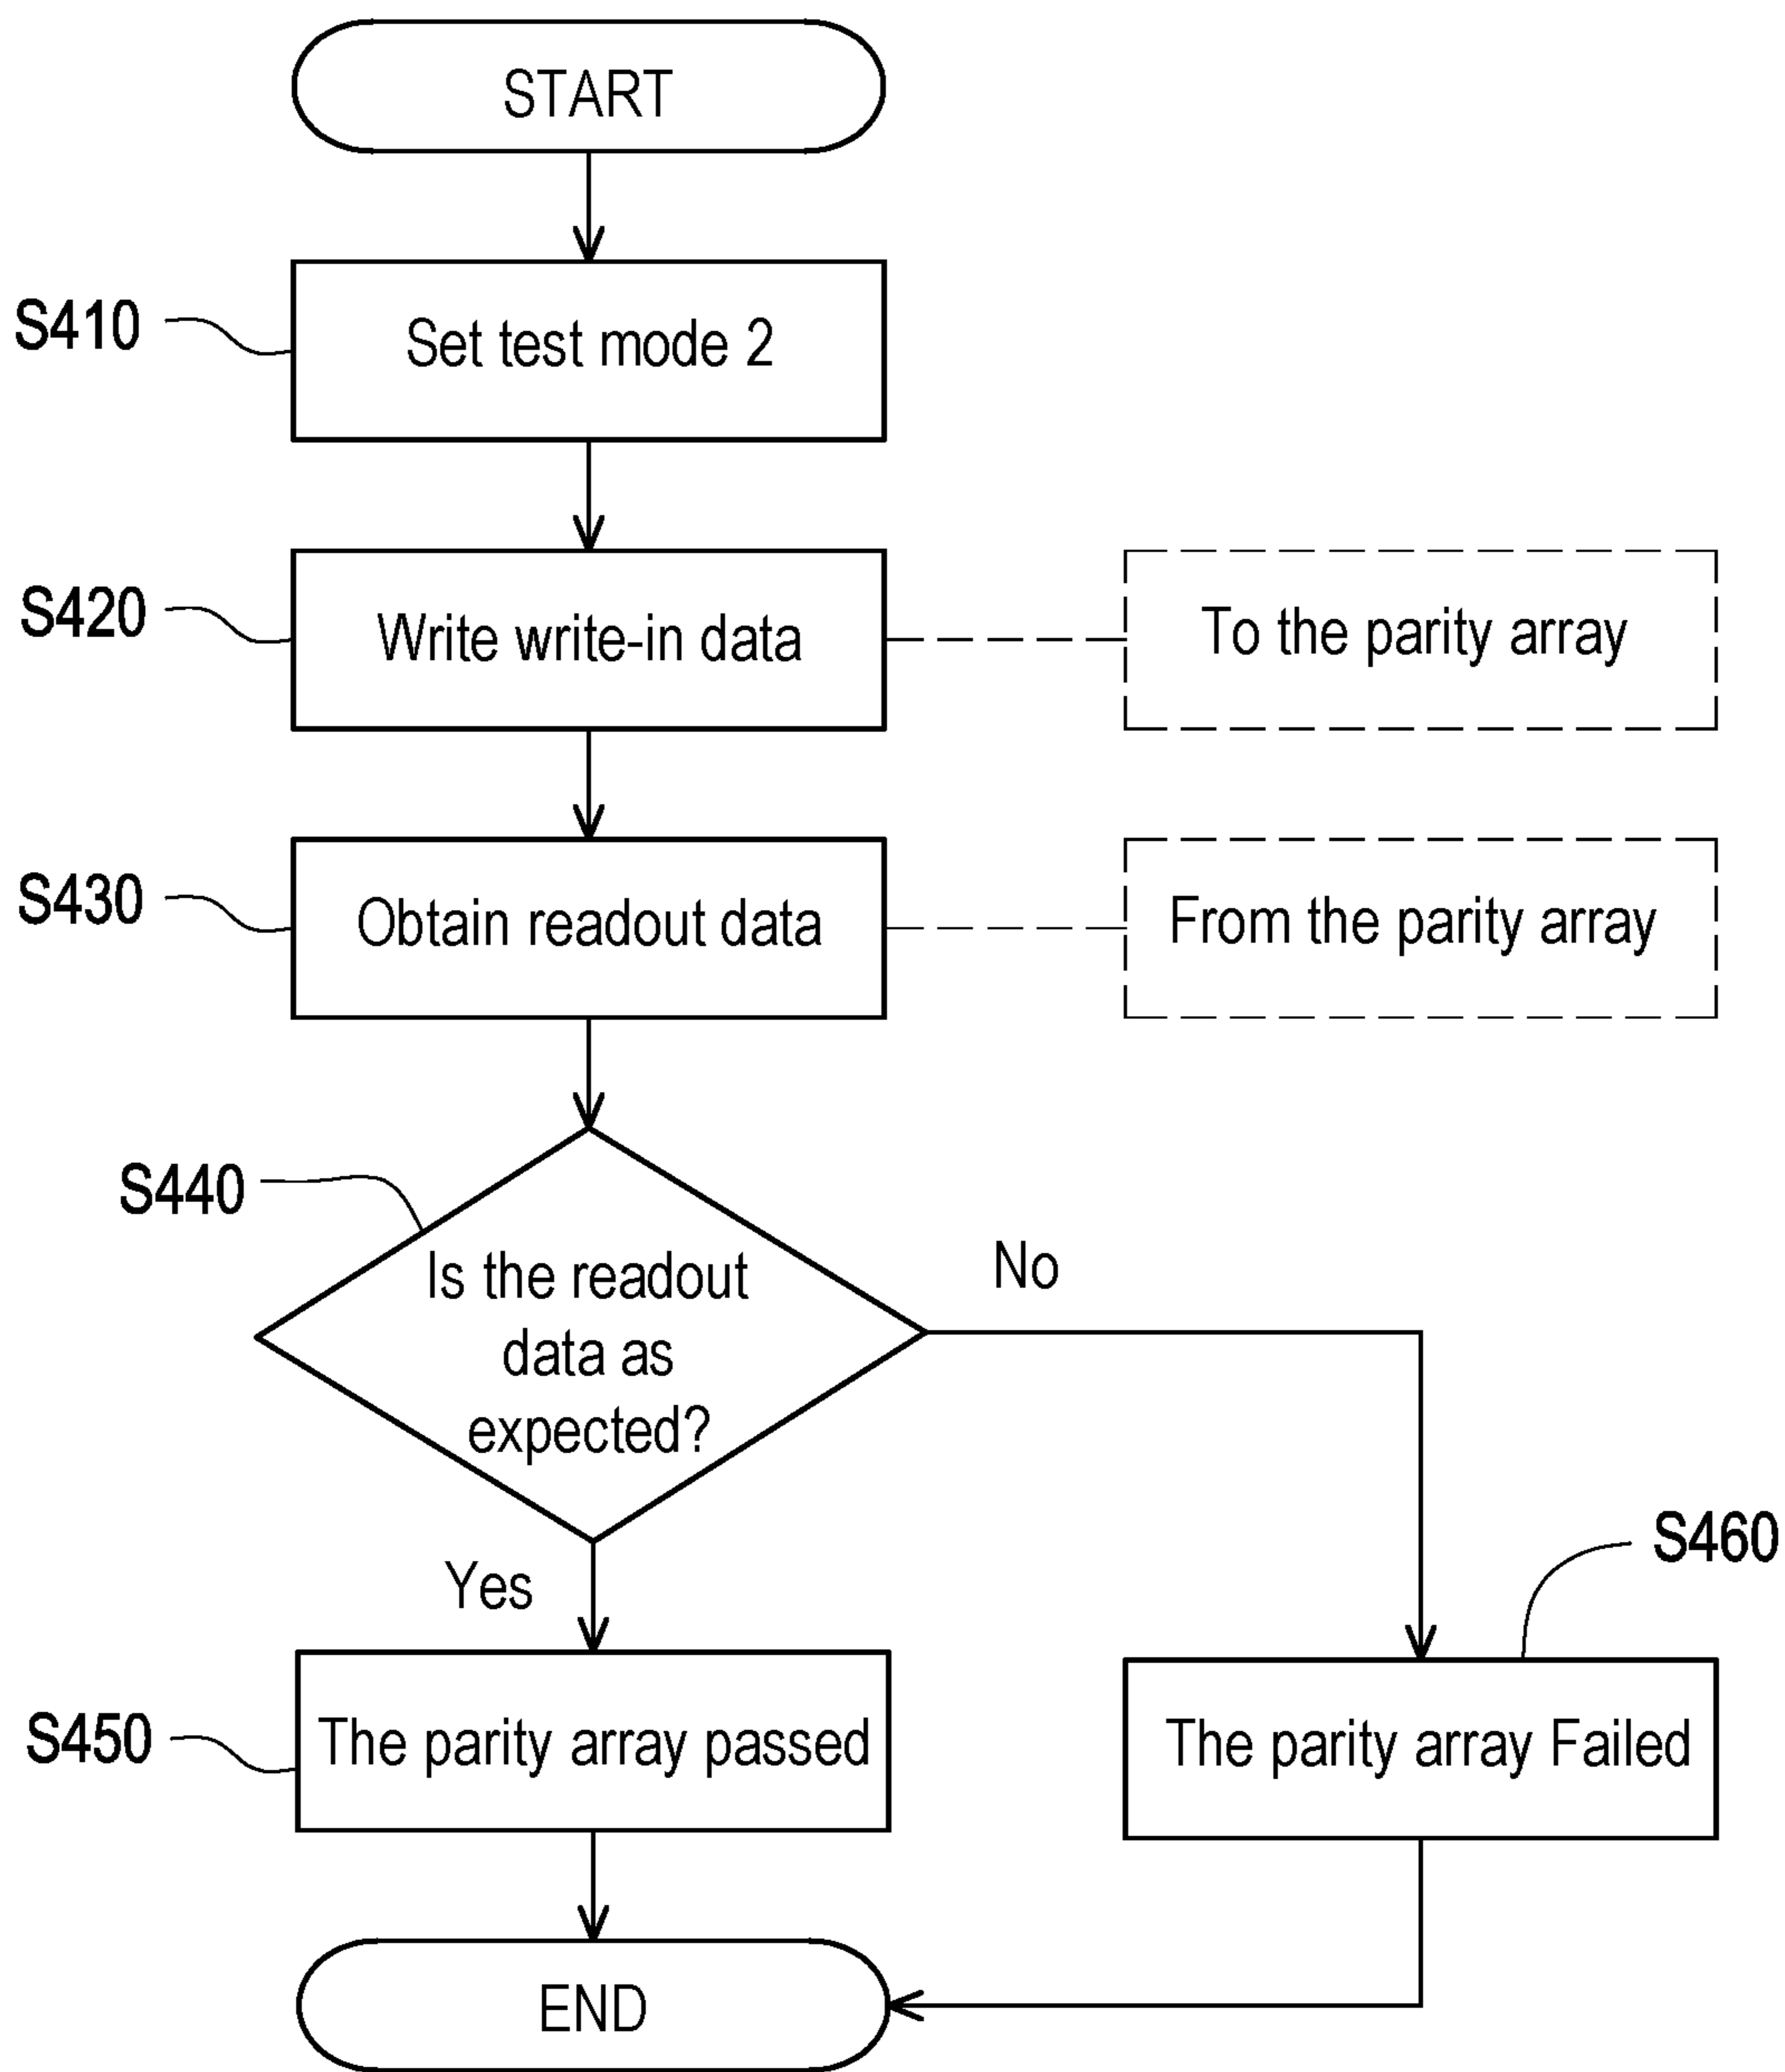 START
S410
Set test mode 2
S420
Write write-in data
To the parity array
S430
Obtain readout data
From the parity array
S440
Is the readout
data as
expected?
No
Yes
S460
S450
The parity array passed
The parity array Failed
END